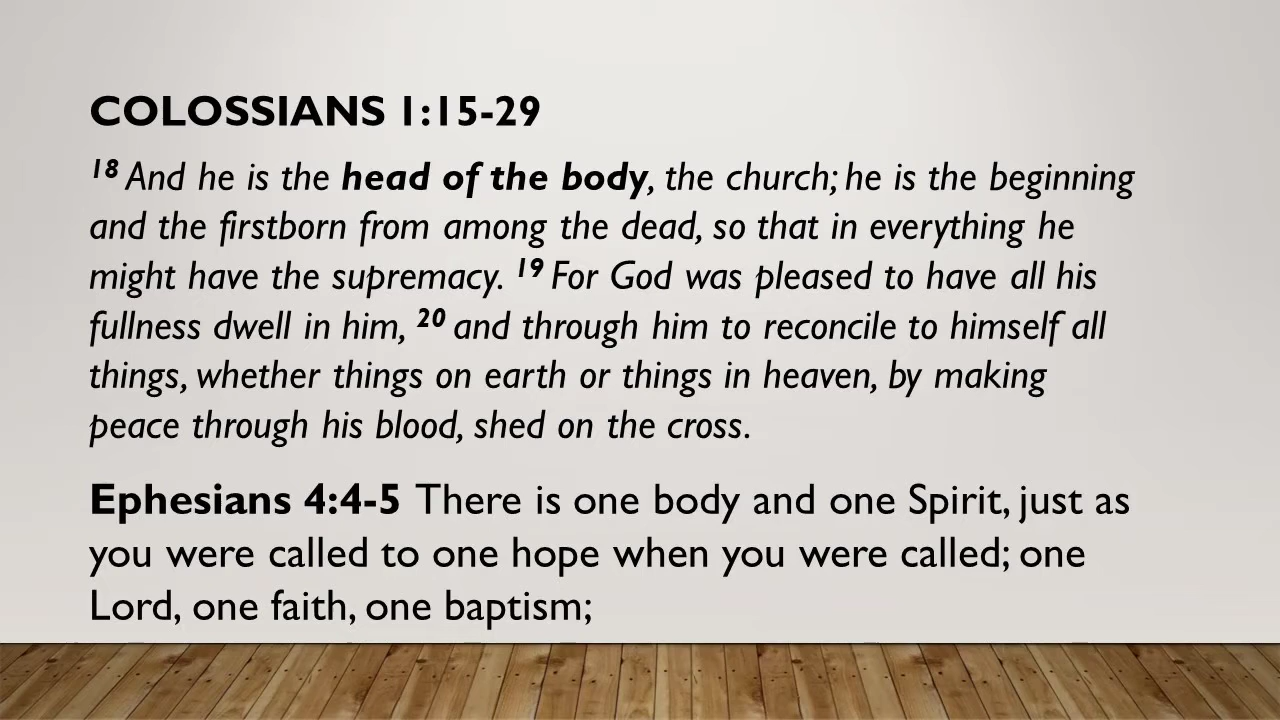 COLOSSIANS 1:15-29
18 And he is the head of the body, the church; he is the beginning
and the firstborn from among the dead, so that in everything he
might have the supremacy. 19 For God was pleased to have all his
fullness dwell in him, 20 and through him to reconcile to himself all
things, whether things on earth or things in heaven, by making
peace through his blood, shed on the cross.
Ephesians 4:4-5 There is one body and one Spirit, just as
you were called to one hope when you were called; one
Lord, one faith, one baptism;